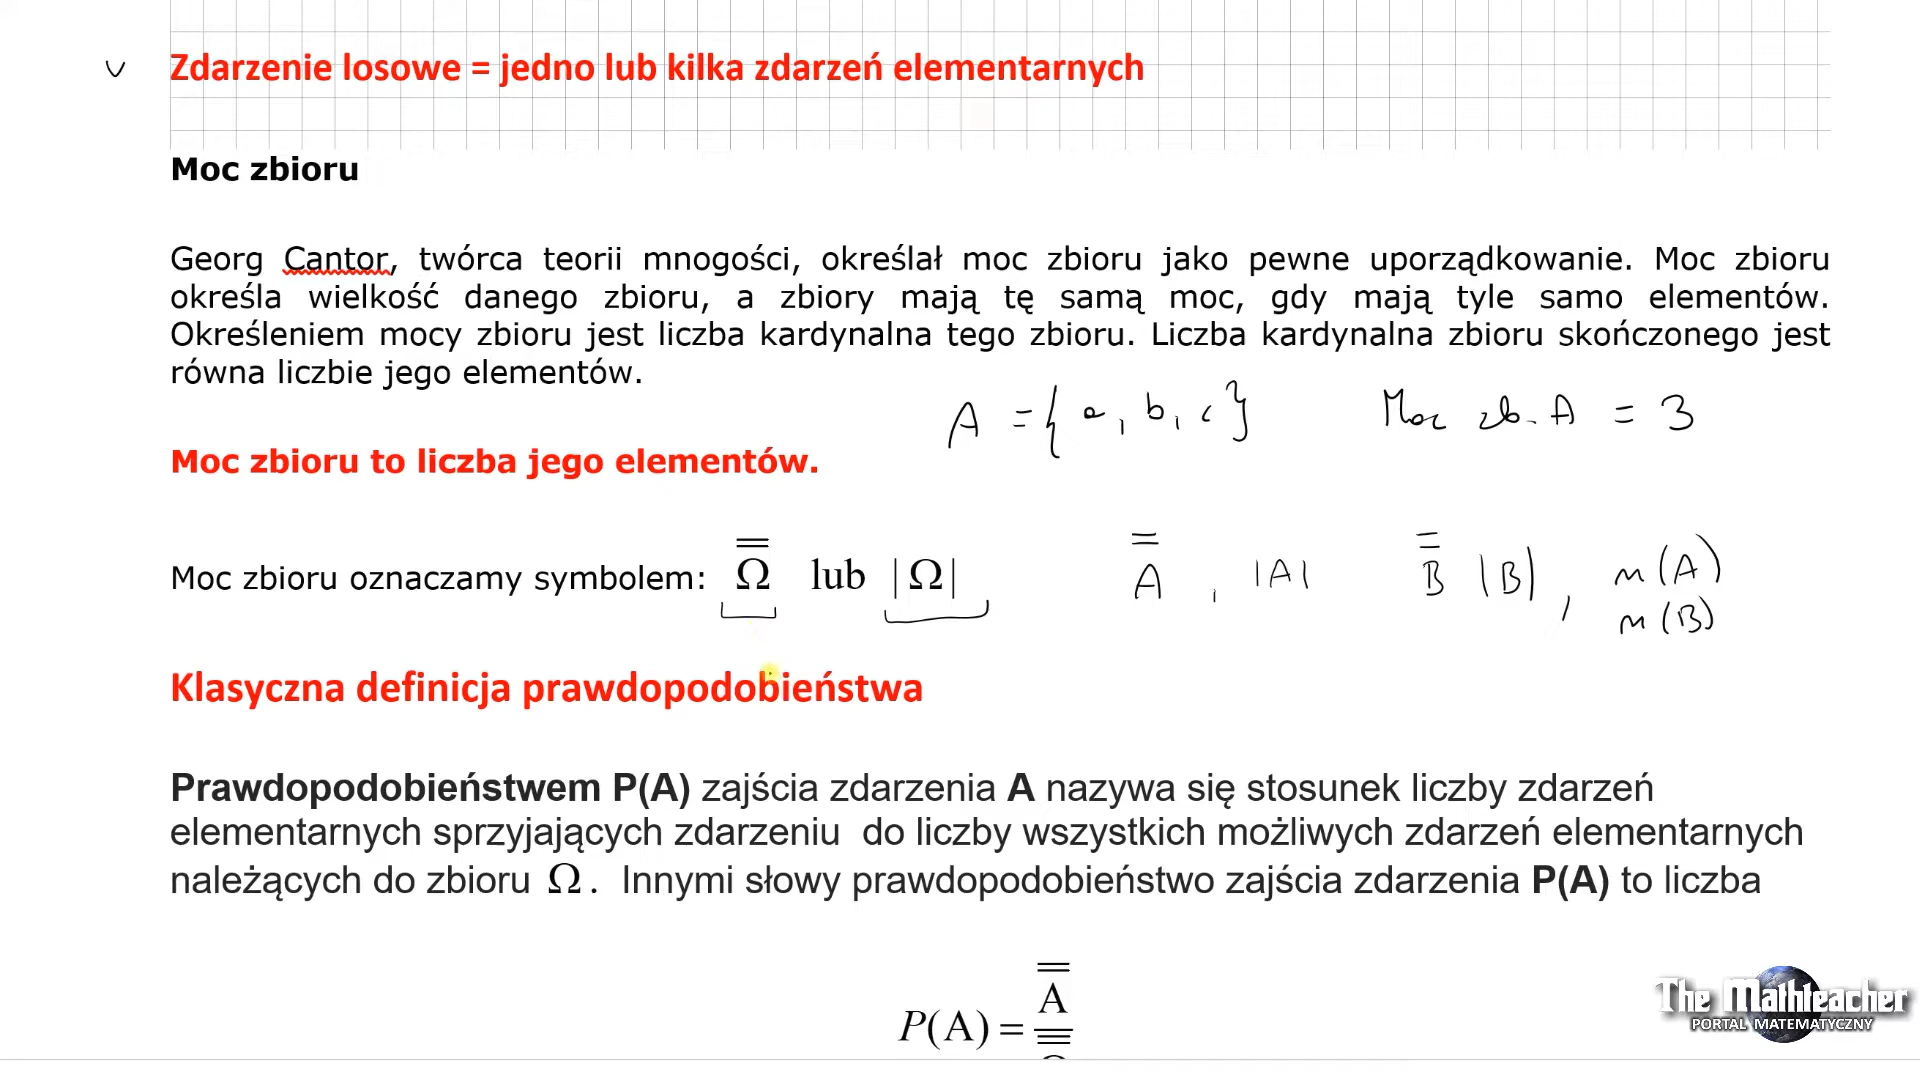 Zdarzenie losowe = jedno lub kilka zdarzeń elementarnych
Moc zbioru
Georg Cantor, twórca teorii mnogości, określał moc zbioru jako pewne uporządkowanie. Moc zbioru
określa wielkość danego zbioru, a zbiory mają tę samą moc, gdy mają tyle samo elementów.
Określeniem mocy zbioru jest liczba kardynalna tego zbioru. Liczba kardynalna zbioru skończonego jest
równa liczbie jego elementów.
A = {a, b, c} Moc zb. A = 3
Moc zbioru to liczba jego elementów.
Moc zbioru oznaczamy symbolem: Ω̿ lub |Ω| A̿ , |A| B̿ |B| , n(A)
n(B)
Klasyczna definicja prawdopodobieństwa
Prawdopodobieństwem P(A) zajścia zdarzenia A nazywa się stosunek liczby zdarzeń
elementarnych sprzyjających zdarzeniu do liczby wszystkich możliwych zdarzeń elementarnych
należących do zbioru Ω. Innymi słowy prawdopodobieństwo zajścia zdarzenia P(A) to liczba
A̿
P(A) =
The Mathteacher
PORTAL MATEMATYCZNY